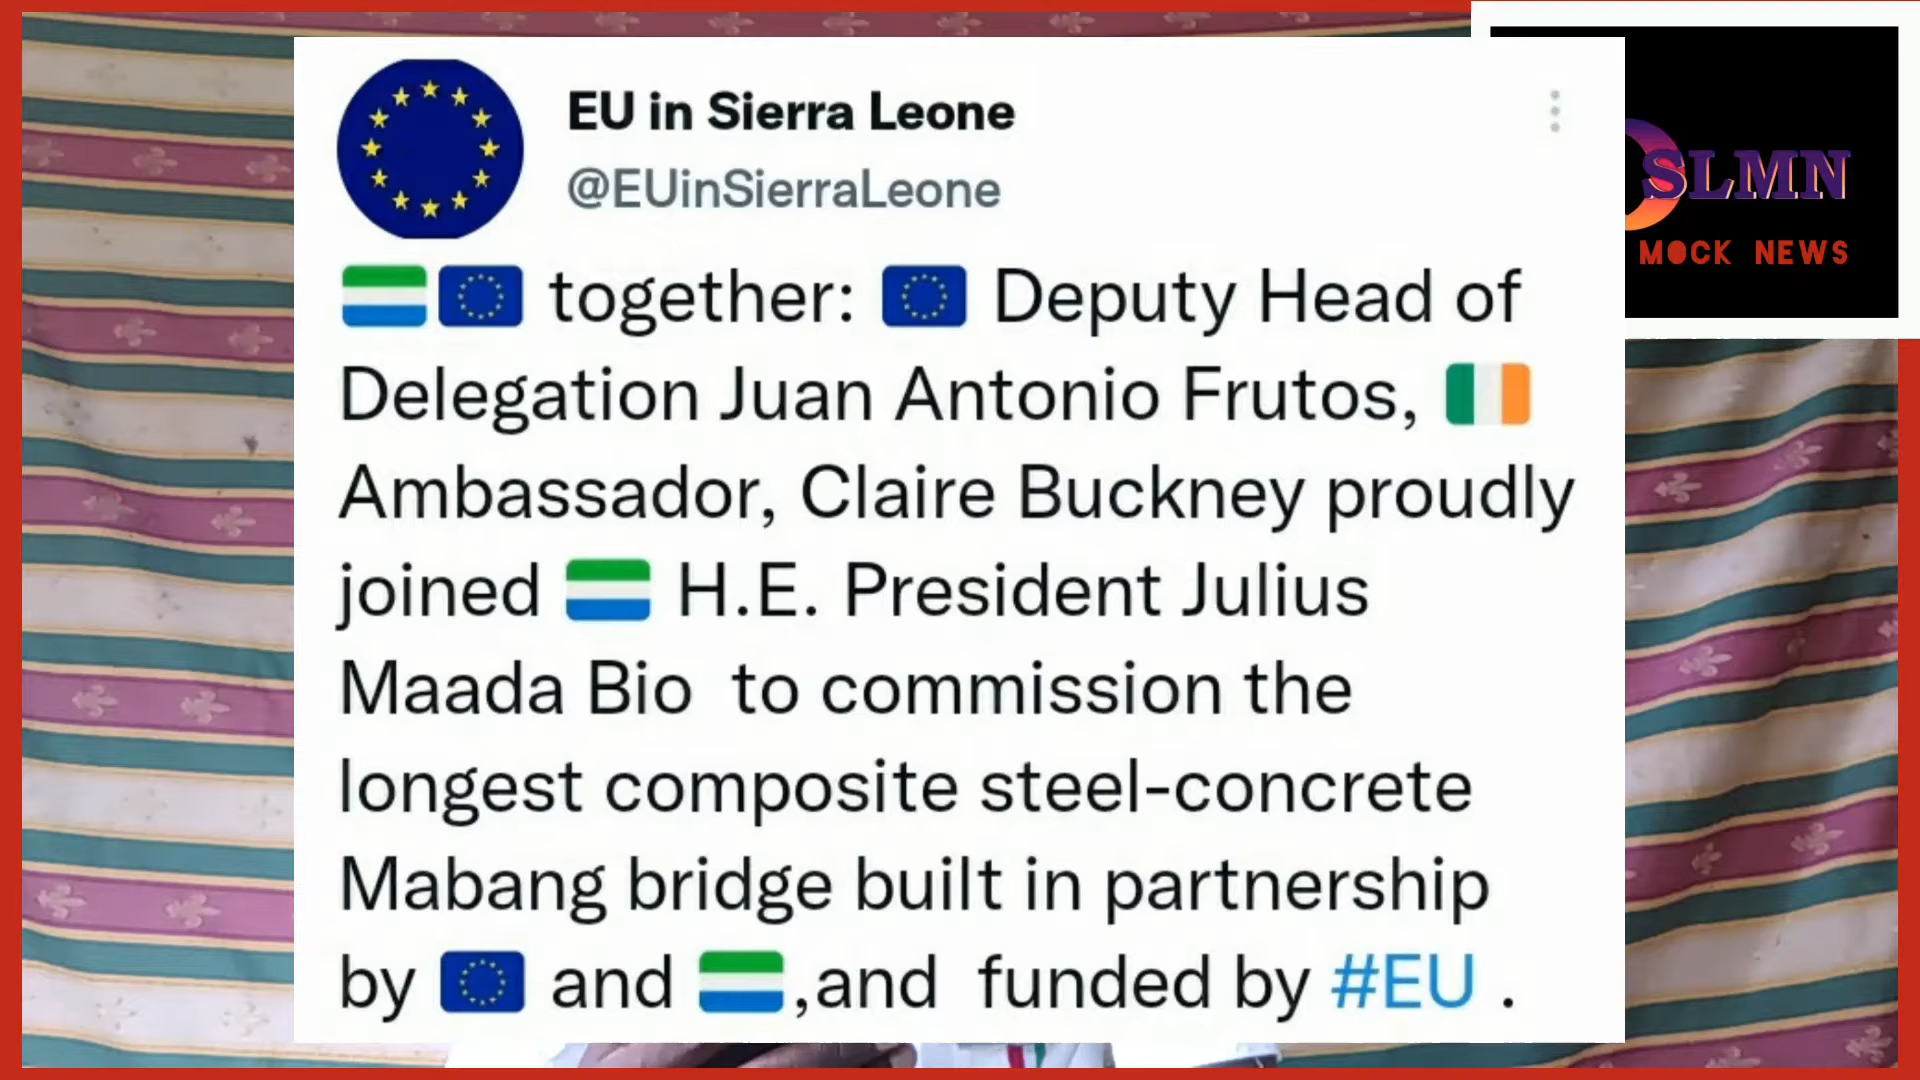 EU in Sierra Leone
@EUinSierraLeone
🇸🇱🇪🇺 together: 🇪🇺 Deputy Head of
Delegation Juan Antonio Frutos, 🇮🇪
Ambassador, Claire Buckney proudly
joined 🇸🇱 H.E. President Julius
Maada Bio to commission the
longest composite steel-concrete
Mabang bridge built in partnership
by 🇪🇺 and 🇸🇱,and funded by #EU .
SLMN
MOCK NEWS